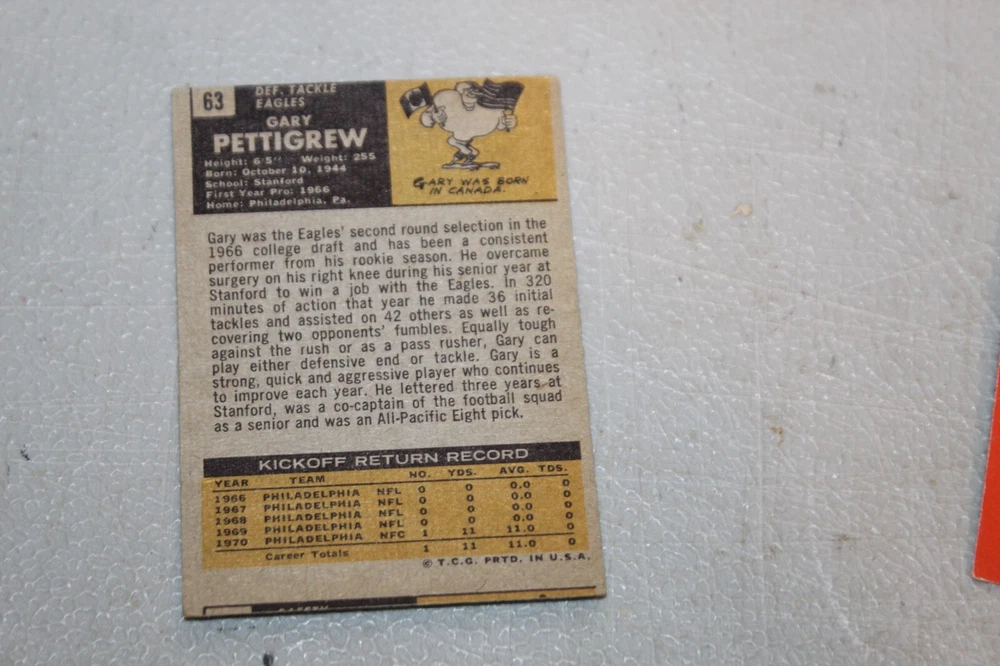 63
DEF. TACKLE
EAGLES
GARY
PETTIGREW
Height: 6'5" Weight: 255
Born: October 10, 1944
School: Stanford
First Year Pro: 1966
Home: Philadelphia, Pa.
GARY WAS BORN
IN CANADA.
Gary was the Eagles' second round selection in the
1966 college draft and has been a consistent
performer from his rookie season. He overcame
surgery on his right knee during his senior year at
Stanford to win a job with the Eagles. In 320
minutes of action that year he made 36 initial
tackles and assisted on 42 others as well as re-
covering two opponents' fumbles. Equally tough
against the rush or as a pass rusher, Gary can
play either defensive end or tackle. Gary is a
strong, quick and aggressive player who continues
to improve each year. He lettered three years at
Stanford, was a co-captain of the football squad
as a senior and was an All-Pacific Eight pick.
KICKOFF RETURN RECORD
YEAR TEAM NO. YDS. AVG. TDS.
1966 PHILADELPHIA NFL 0 0 0.0 0
1967 PHILADELPHIA NFL 0 0 0.0 0
1968 PHILADELPHIA NFL 0 0 0.0 0
1969 PHILADELPHIA NFL 0 0 0.0 0
1970 PHILADELPHIA NFC 1 11 11.0 0
Career Totals 1 11 11.0 0
© T.C.G. PRTD. IN U.S.A.